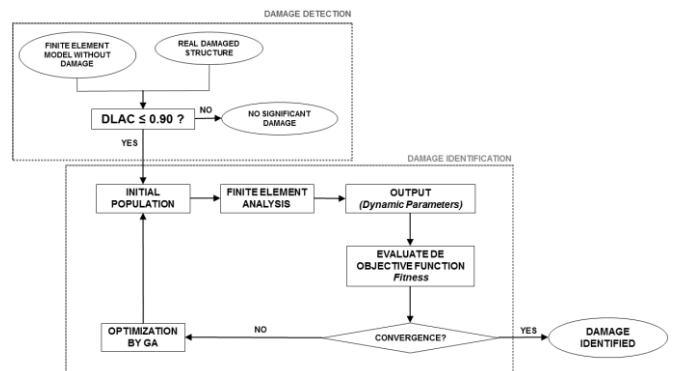 DAMAGE DETECTION
FINITE ELEMENT
MODEL WITHOUT
DAMAGE
REAL DAMAGED
STRUCTURE
DLAC ≤ 0.90 ?
NO
NO SIGNIFICANT
DAMAGE
YES
DAMAGE IDENTIFICATION
INITIAL
POPULATION
FINITE ELEMENT
ANALYSIS
OUTPUT
(Dynamic Parameters)
EVALUATE DE
OBJECTIVE FUNCTION
Fitness
OPTIMIZATION
BY GA
NO
CONVERGENCE?
YES
DAMAGE
IDENTIFIED